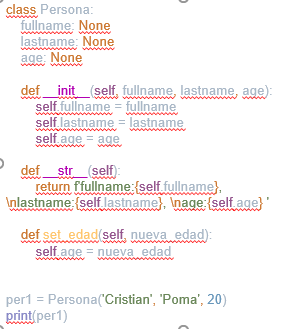 class Persona:
    fullname: None
    lastname: None
    age: None

    def __init__(self, fullname, lastname, age):
        self.fullname = fullname
        self.lastname = lastname
        self.age = age

    def __str__(self):
        return f'fullname:{self.fullname},
\nlastname:{self.lastname}, \nage:{self.age} '

    def set_edad(self, nueva_edad):
        self.age = nueva_edad


per1 = Persona('Cristian', 'Poma', 20)
print(per1)